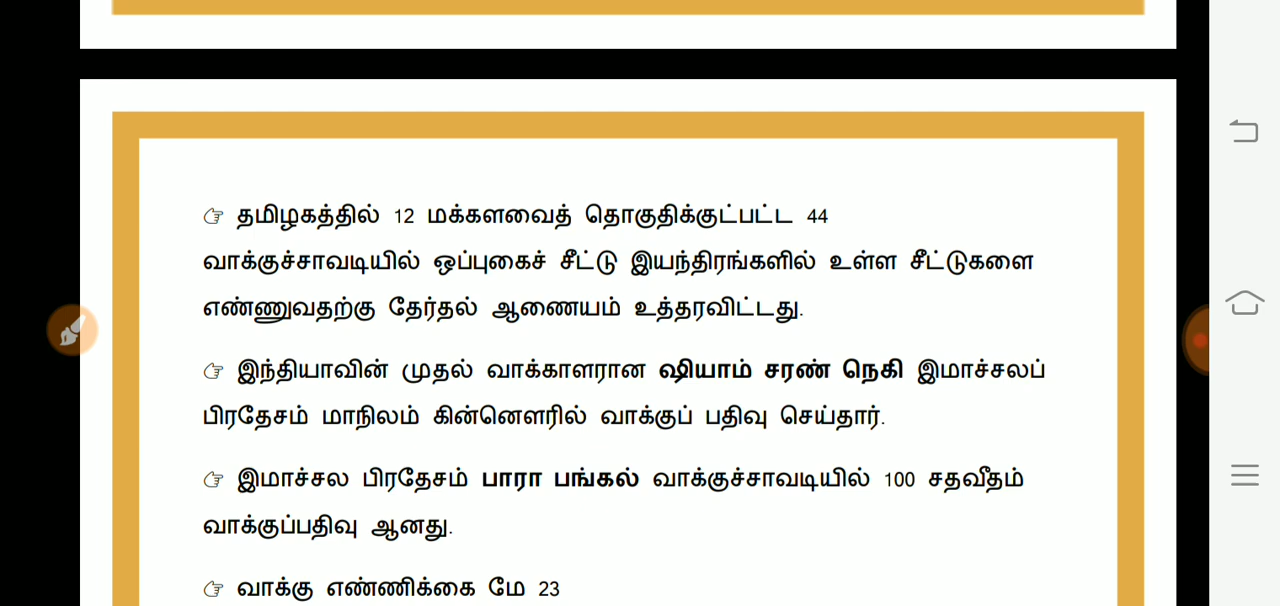 ☞ தமிழகத்தில் 12 மக்களவைத் தொகுதிக்குட்பட்ட 44
வாக்குச்சாவடியில் ஒப்புகைச் சீட்டு இயந்திரங்களில் உள்ள சீட்டுகளை
எண்ணுவதற்கு தேர்தல் ஆணையம் உத்தரவிட்டது.
☞ இந்தியாவின் முதல் வாக்காளரான ஷியாம் சரண் நெகி இமாச்சலப்
பிரதேசம் மாநிலம் கின்னௌரில் வாக்குப் பதிவு செய்தார்.
☞ இமாச்சல பிரதேசம் பாரா பங்கல் வாக்குச்சாவடியில் 100 சதவீதம்
வாக்குப்பதிவு ஆனது.
☞ வாக்கு எண்ணிக்கை மே 23